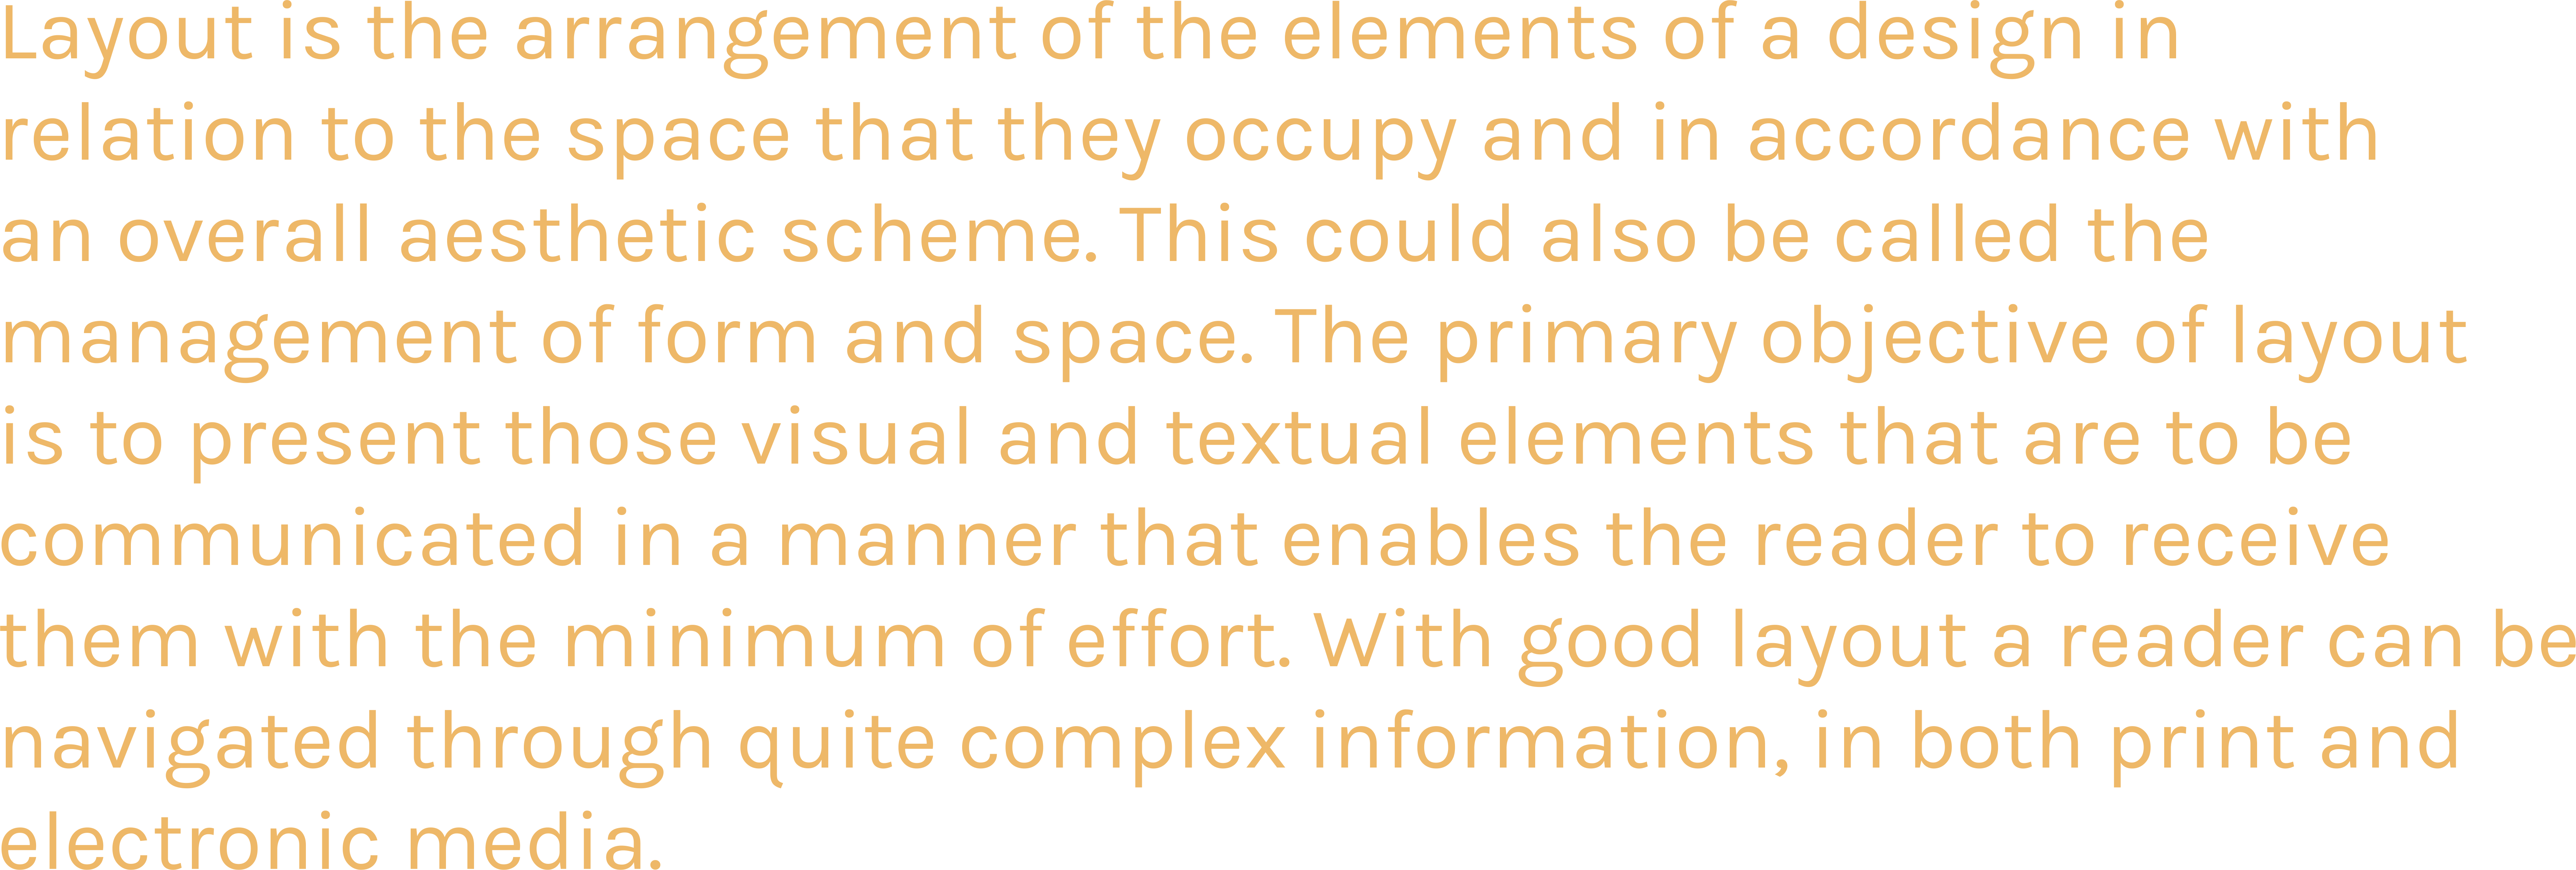 Layout is the arrangement of the elements of a design in
relation to the space that they occupy and in accordance with
an overall aesthetic scheme. This could also be called the
management of form and space. The primary objective of layout
is to present those visual and textual elements that are to be
communicated in a manner that enables the reader to receive
them with the minimum of effort. With good layout a reader can be
navigated through quite complex information, in both print and
electronic media.